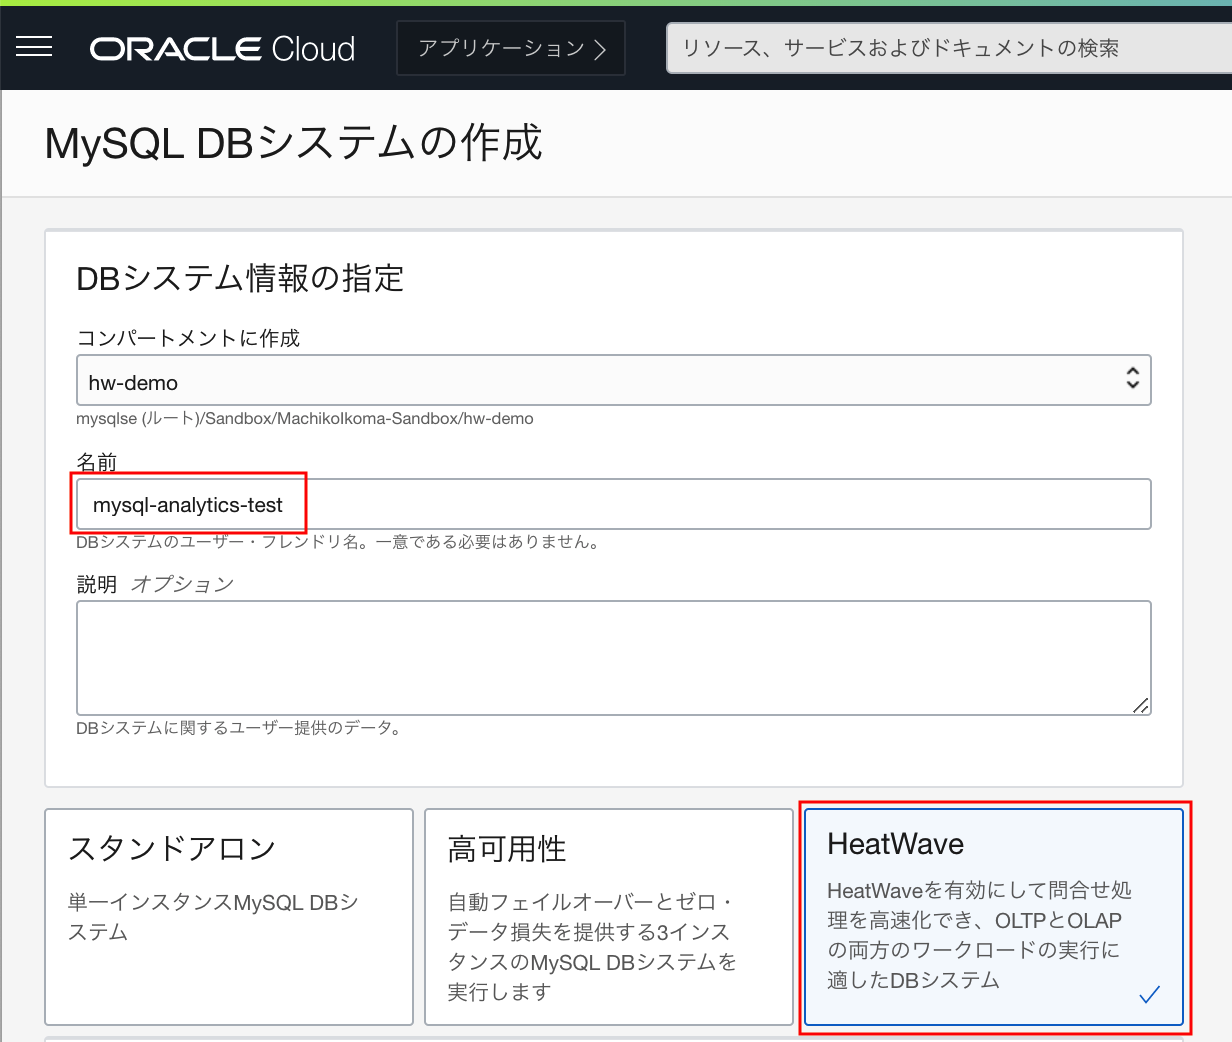 ORACLE Cloud
アプリケーション
リソース、サービスおよびドキュメントの検索
MySQL DBシステムの作成
DBシステム情報の指定
コンパートメントに作成
hw-demo
mysqlse (ルート)/Sandbox/MachikoIkoma-Sandbox/hw-demo
名前
mysql-analytics-test
DBシステムのユーザー・フレンドリ名。一意である必要はありません。
説明 オプション
DBシステムに関するユーザー提供のデータ。
スタンドアロン
単一インスタンスMySQL DBシ
ステム
高可用性
自動フェイルオーバーとゼロ・
データ損失を提供する3インス
タンスのMySQL DBシステムを
実行します
HeatWave
HeatWaveを有効にして問合せ処
理を高速化でき、OLTPとOLAP
の両方のワークロードの実行に
適したDBシステム